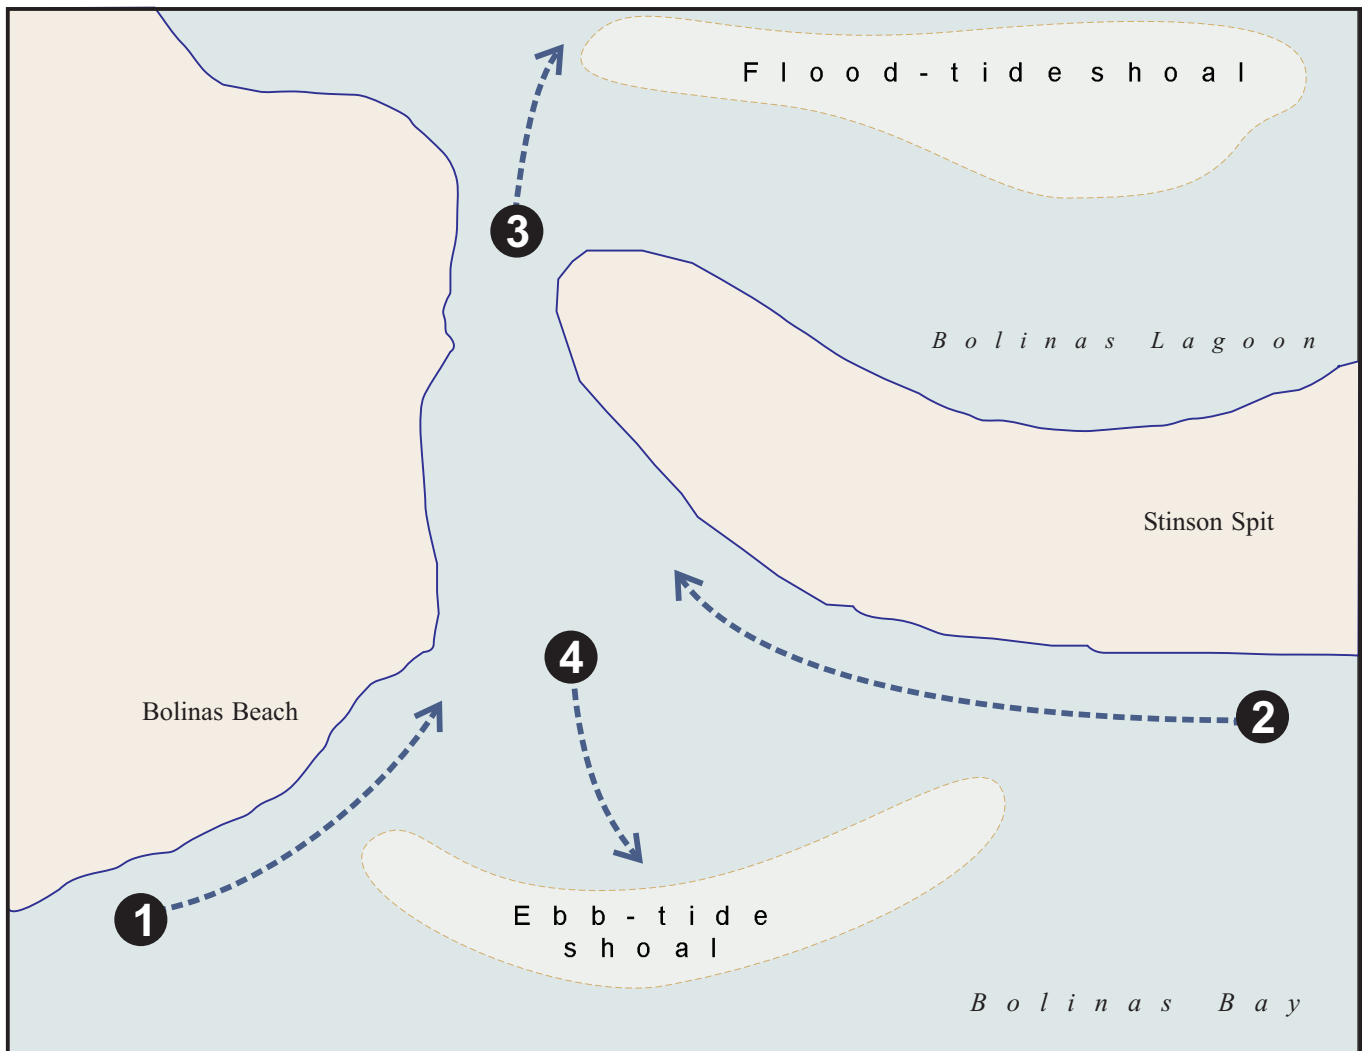 Flood-tide shoal
3
Bolinas Lagoon
Stinson Spit
4
Bolinas Beach
2
1
Ebb-tide
shoal
Bolinas Bay